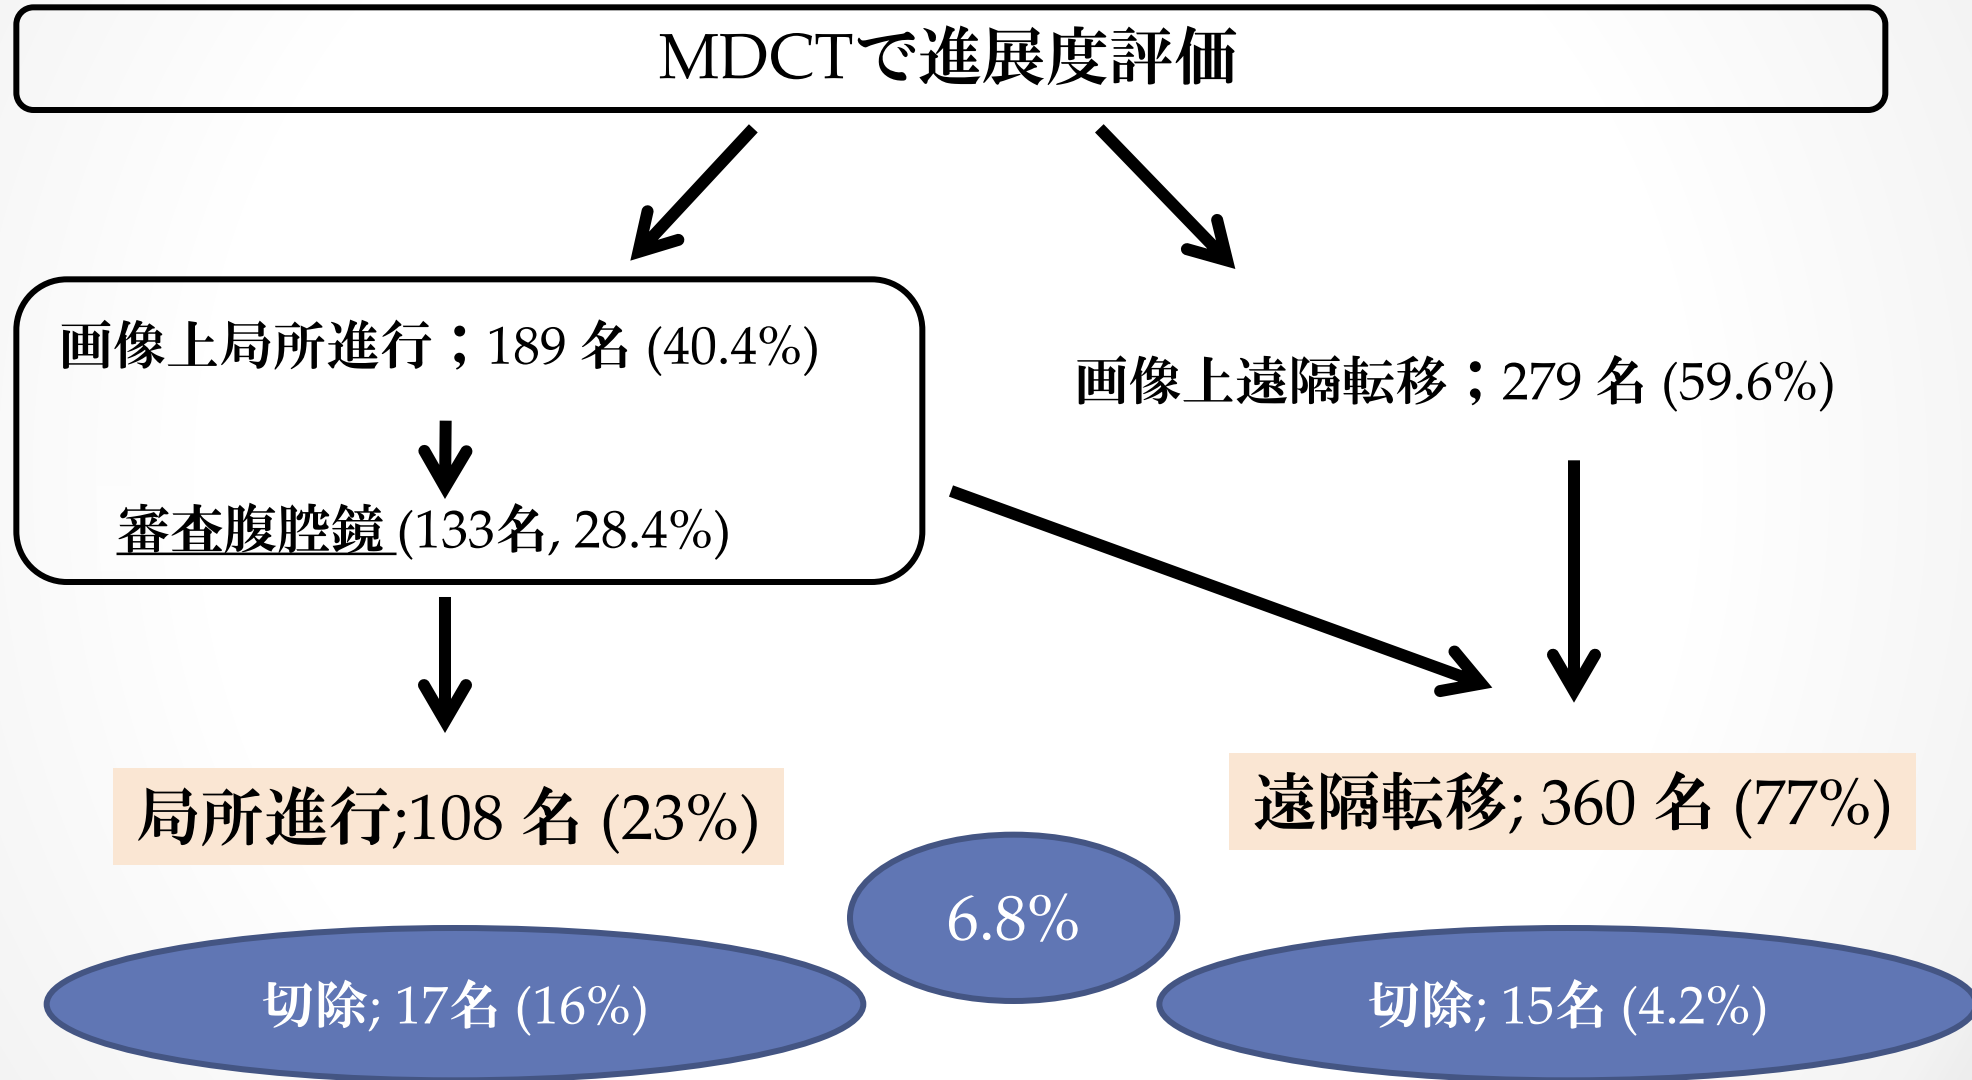 MDCTで進展度評価
画像上局所進行；189 名 (40.4%)
画像上遠隔転移；279 名 (59.6%)
審査腹腔鏡 (133名, 28.4%)
局所進行;108 名 (23%)
遠隔転移; 360 名 (77%)
6.8%
切除; 17名 (16%)
切除; 15名 (4.2%)